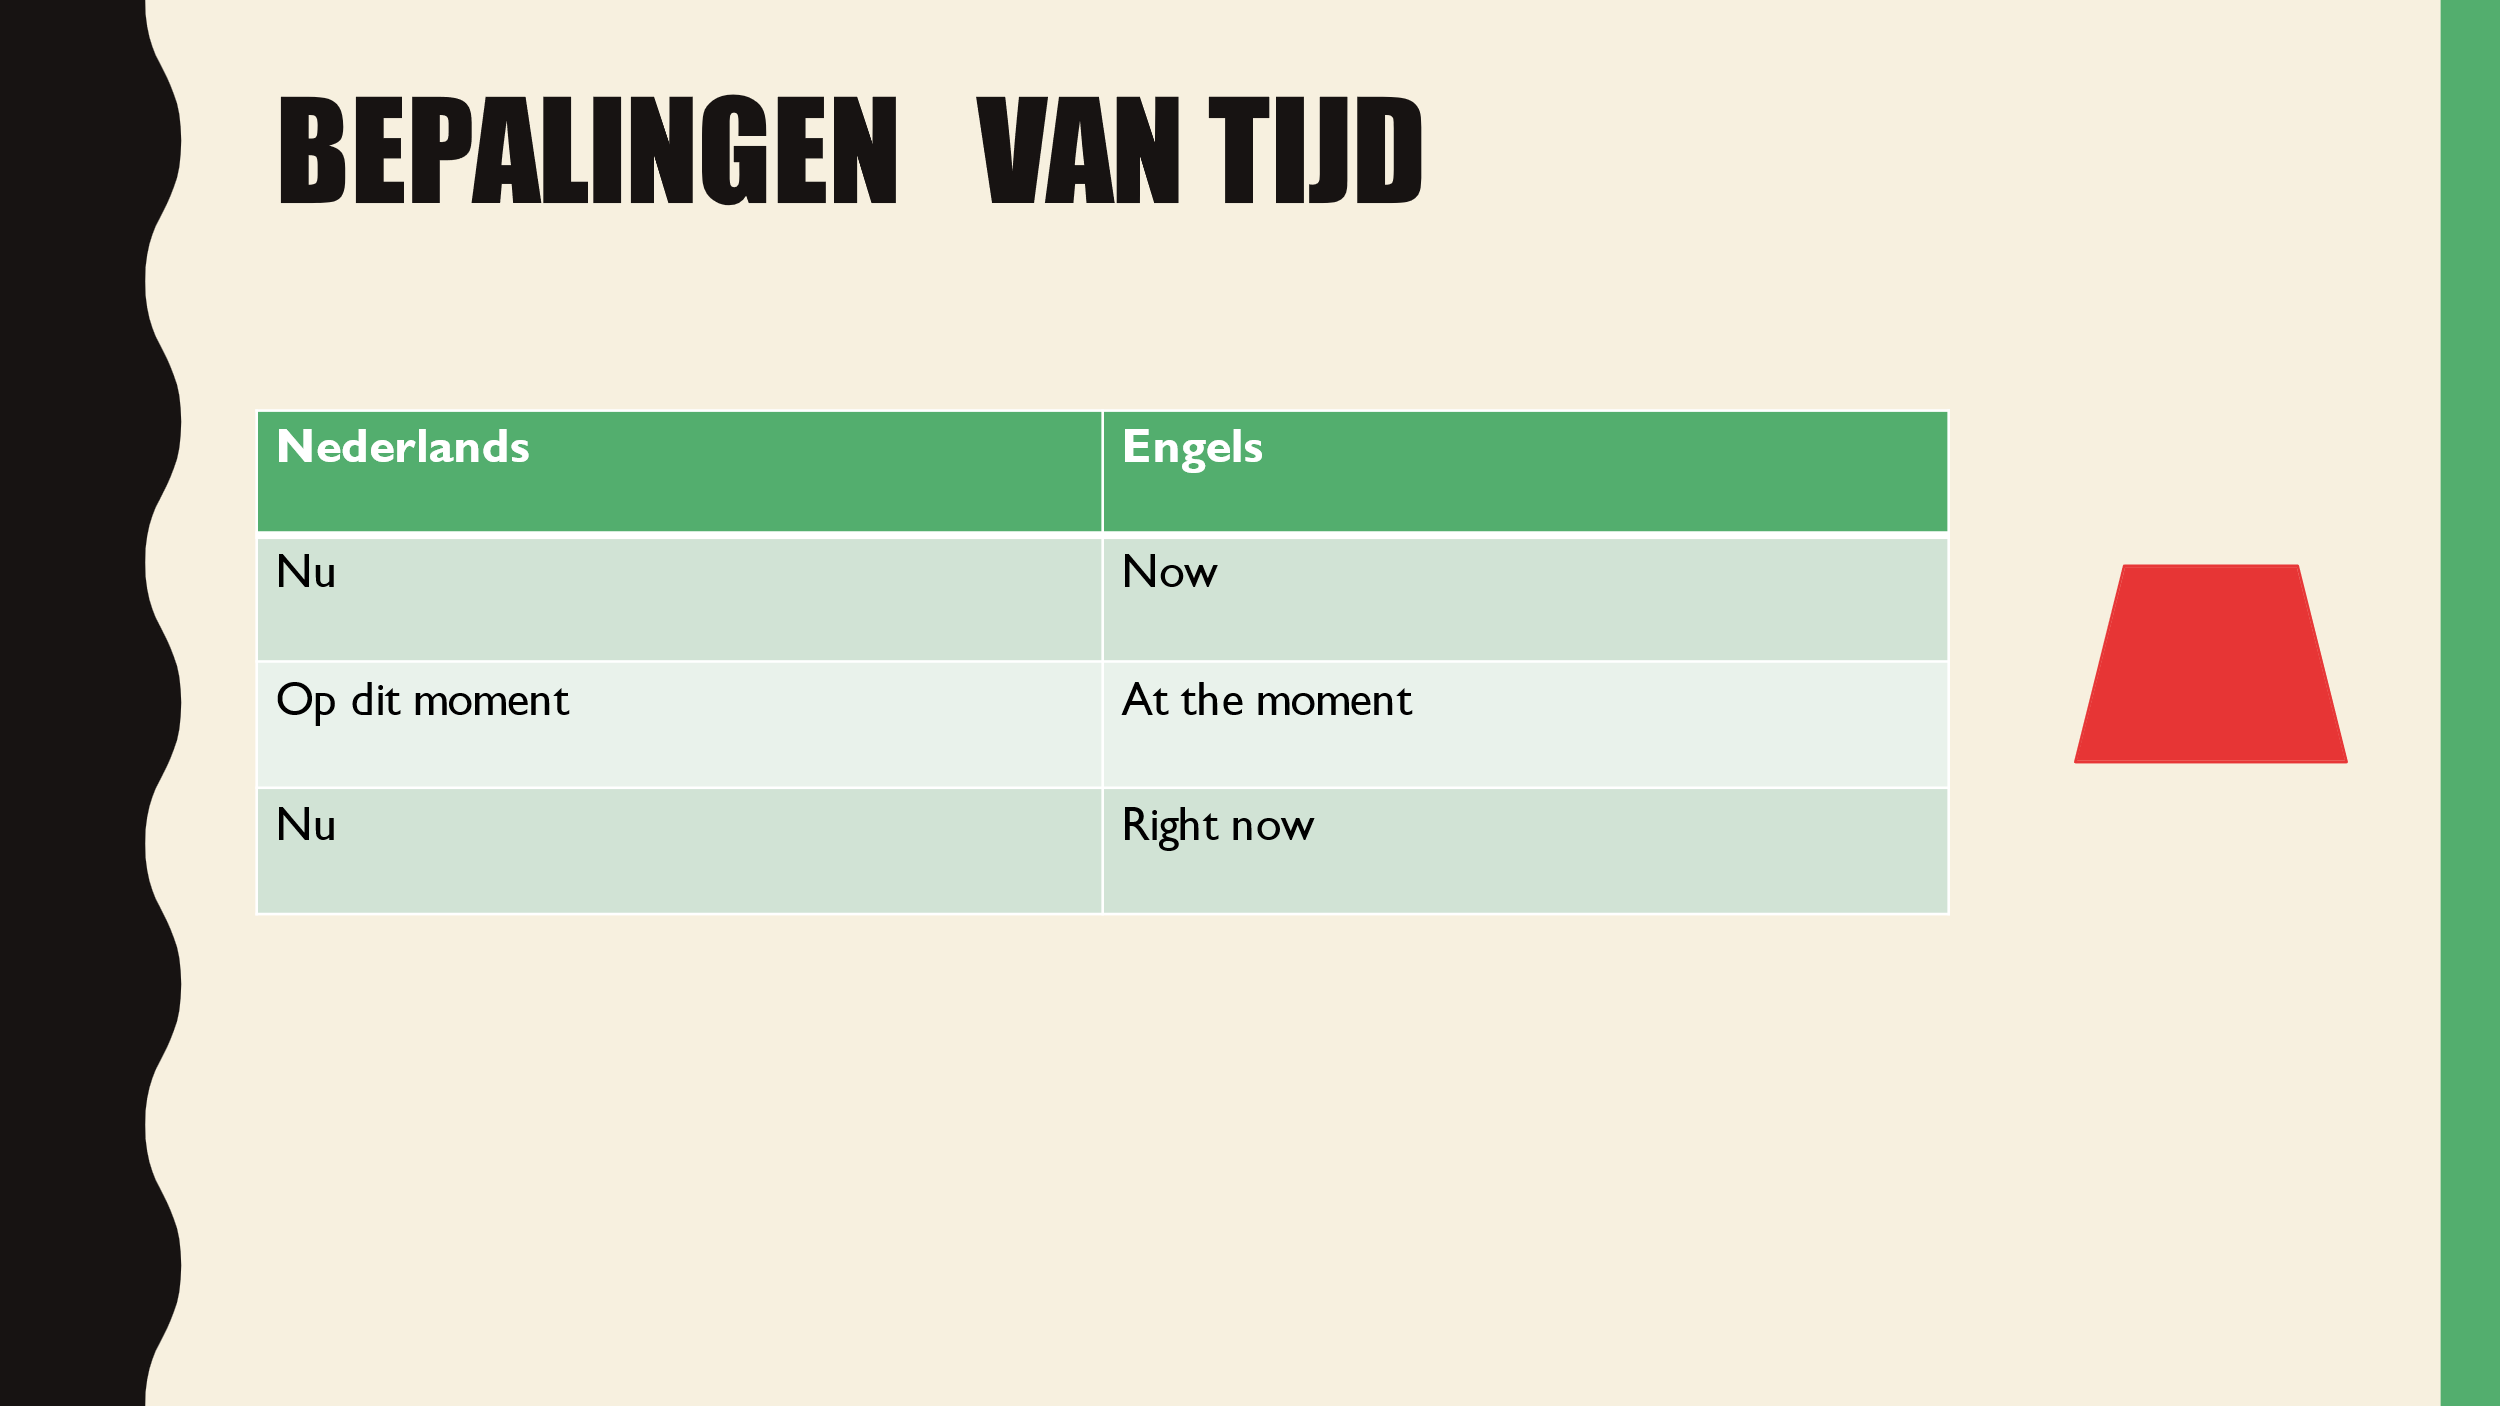 BEPALINGEN VAN TIJD
Nederlands Engels
Nu Now
Op dit moment At the moment
Nu Right now